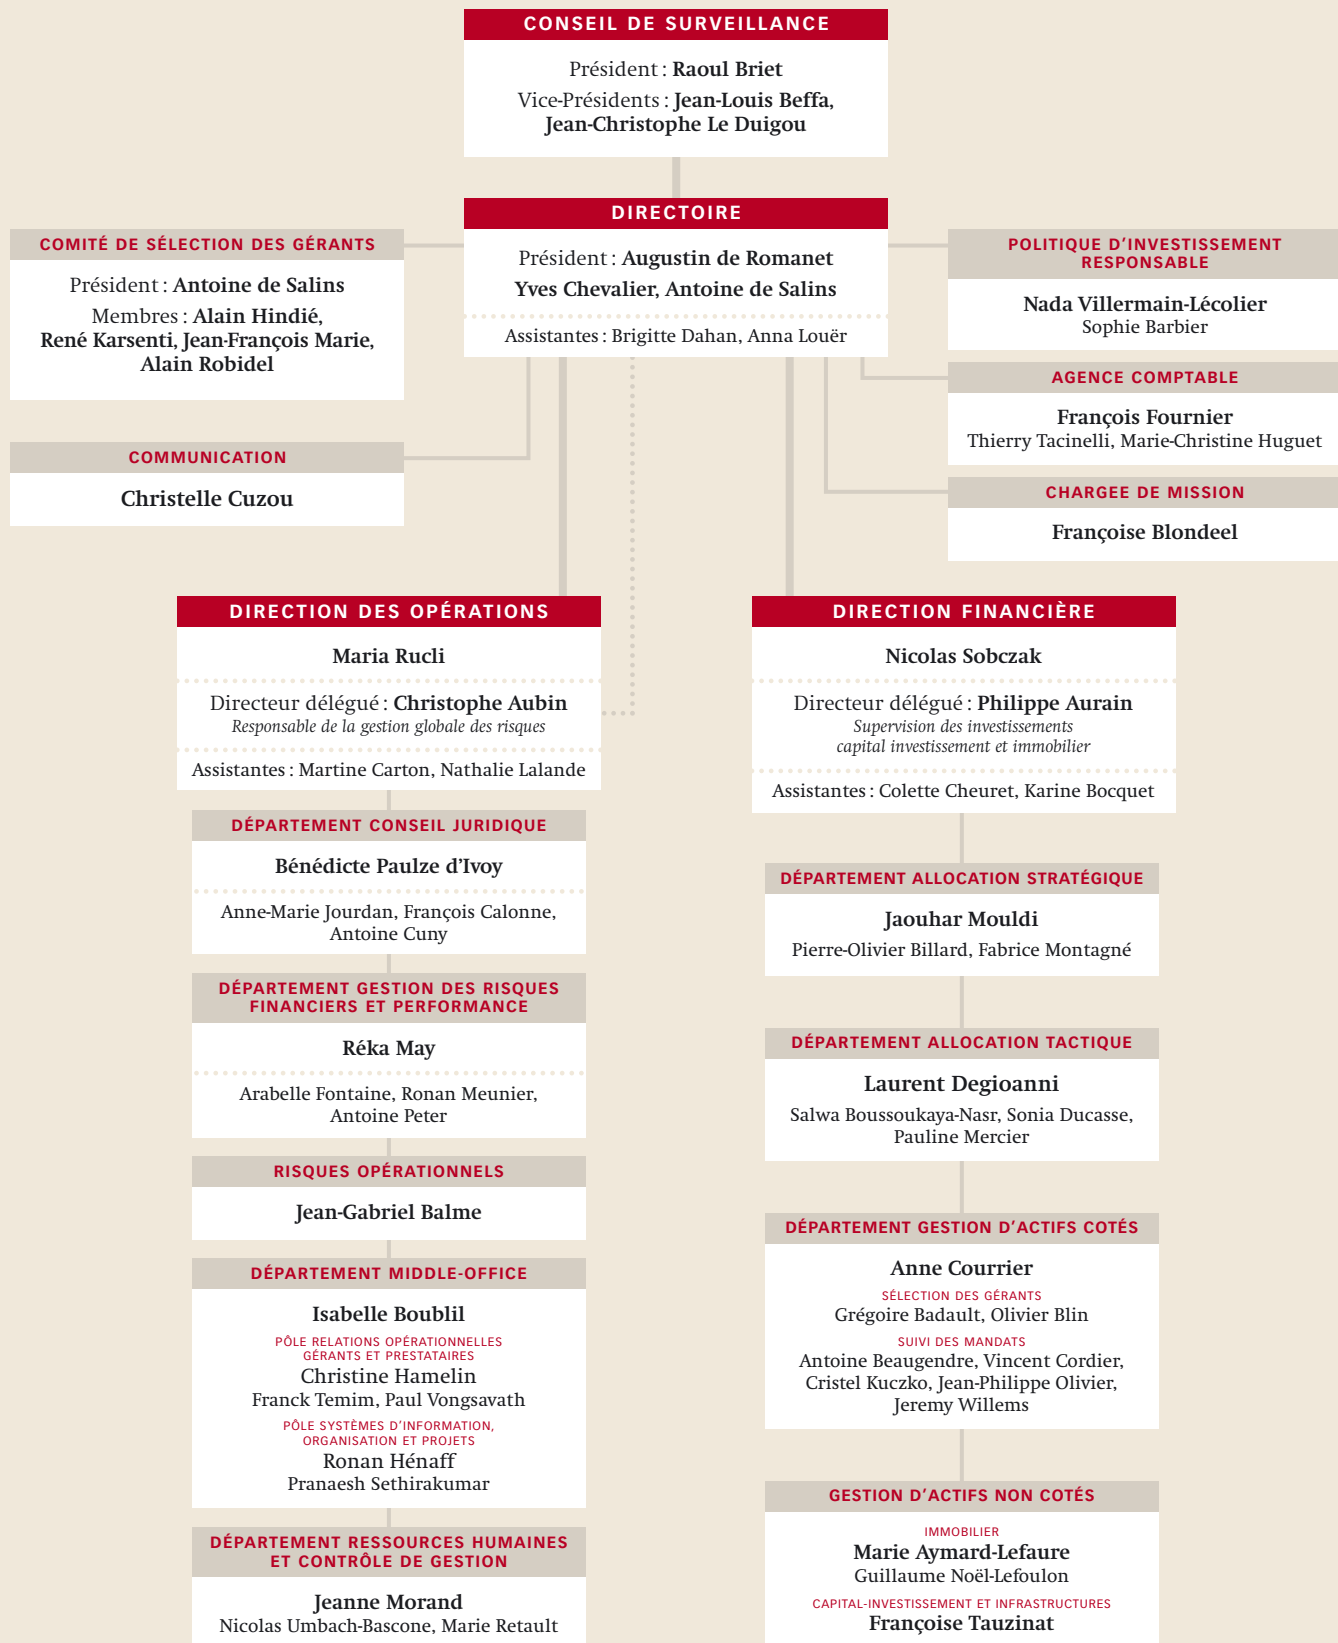 CONSEIL DE SURVEILLANCE
Président : Raoul Briet
Vice-Présidents : Jean-Louis Beffa,
Jean-Christophe Le Duigou
DIRECTOIRE
Président : Augustin de Romanet
Yves Chevalier, Antoine de Salins
Assistantes : Brigitte Dahan, Anna Louër
COMITÉ DE SÉLECTION DES GÉRANTS
Président : Antoine de Salins
Membres : Alain Hindié,
René Karsenti, Jean-François Marie,
Alain Robidel
COMMUNICATION
Christelle Cuzou
POLITIQUE D’INVESTISSEMENT
RESPONSABLE
Nada Villermain-Lécolier
Sophie Barbier
AGENCE COMPTABLE
François Fournier
Thierry Tacinelli, Marie-Christine Huguet
CHARGEE DE MISSION
Françoise Blondeel
DIRECTION DES OPÉRATIONS
Maria Rucli
Directeur délégué : Christophe Aubin
Responsable de la gestion globale des risques
Assistantes : Martine Carton, Nathalie Lalande
DÉPARTEMENT CONSEIL JURIDIQUE
Bénédicte Paulze d’Ivoy
Anne-Marie Jourdan, François Calonne,
Antoine Cuny
DÉPARTEMENT GESTION DES RISQUES
FINANCIERS ET PERFORMANCE
Réka May
Arabelle Fontaine, Ronan Meunier,
Antoine Peter
RISQUES OPÉRATIONNELS
Jean-Gabriel Balme
DÉPARTEMENT MIDDLE-OFFICE
Isabelle Boublil
PÔLE RELATIONS OPÉRATIONNELLES
GÉRANTS ET PRESTATAIRES
Christine Hamelin
Franck Temim, Paul Vongsavath
PÔLE SYSTÈMES D’INFORMATION,
ORGANISATION ET PROJETS
Ronan Hénaff
Pranaesh Sethirakumar
DÉPARTEMENT RESSOURCES HUMAINES
ET CONTRÔLE DE GESTION
Jeanne Morand
Nicolas Umbach-Bascone, Marie Retault
DIRECTION FINANCIÈRE
Nicolas Sobczak
Directeur délégué : Philippe Aurain
Supervision des investissements
capital investissement et immobilier
Assistantes : Colette Cheuret, Karine Bocquet
DÉPARTEMENT ALLOCATION STRATÉGIQUE
Jaouhar Mouldi
Pierre-Olivier Billard, Fabrice Montagné
DÉPARTEMENT ALLOCATION TACTIQUE
Laurent Degioanni
Salwa Boussoukaya-Nasr, Sonia Ducasse,
Pauline Mercier
DÉPARTEMENT GESTION D’ACTIFS COTÉS
Anne Courrier
SÉLECTION DES GÉRANTS
Grégoire Badault, Olivier Blin
SUIVI DES MANDATS
Antoine Beaugendre, Vincent Cordier,
Cristel Kuczko, Jean-Philippe Olivier,
Jeremy Willems
GESTION D’ACTIFS NON COTÉS
IMMOBILIER
Marie Aymard-Lefaure
Guillaume Noël-Lefoulon
CAPITAL-INVESTISSEMENT ET INFRASTRUCTURES
Françoise Tauzinat